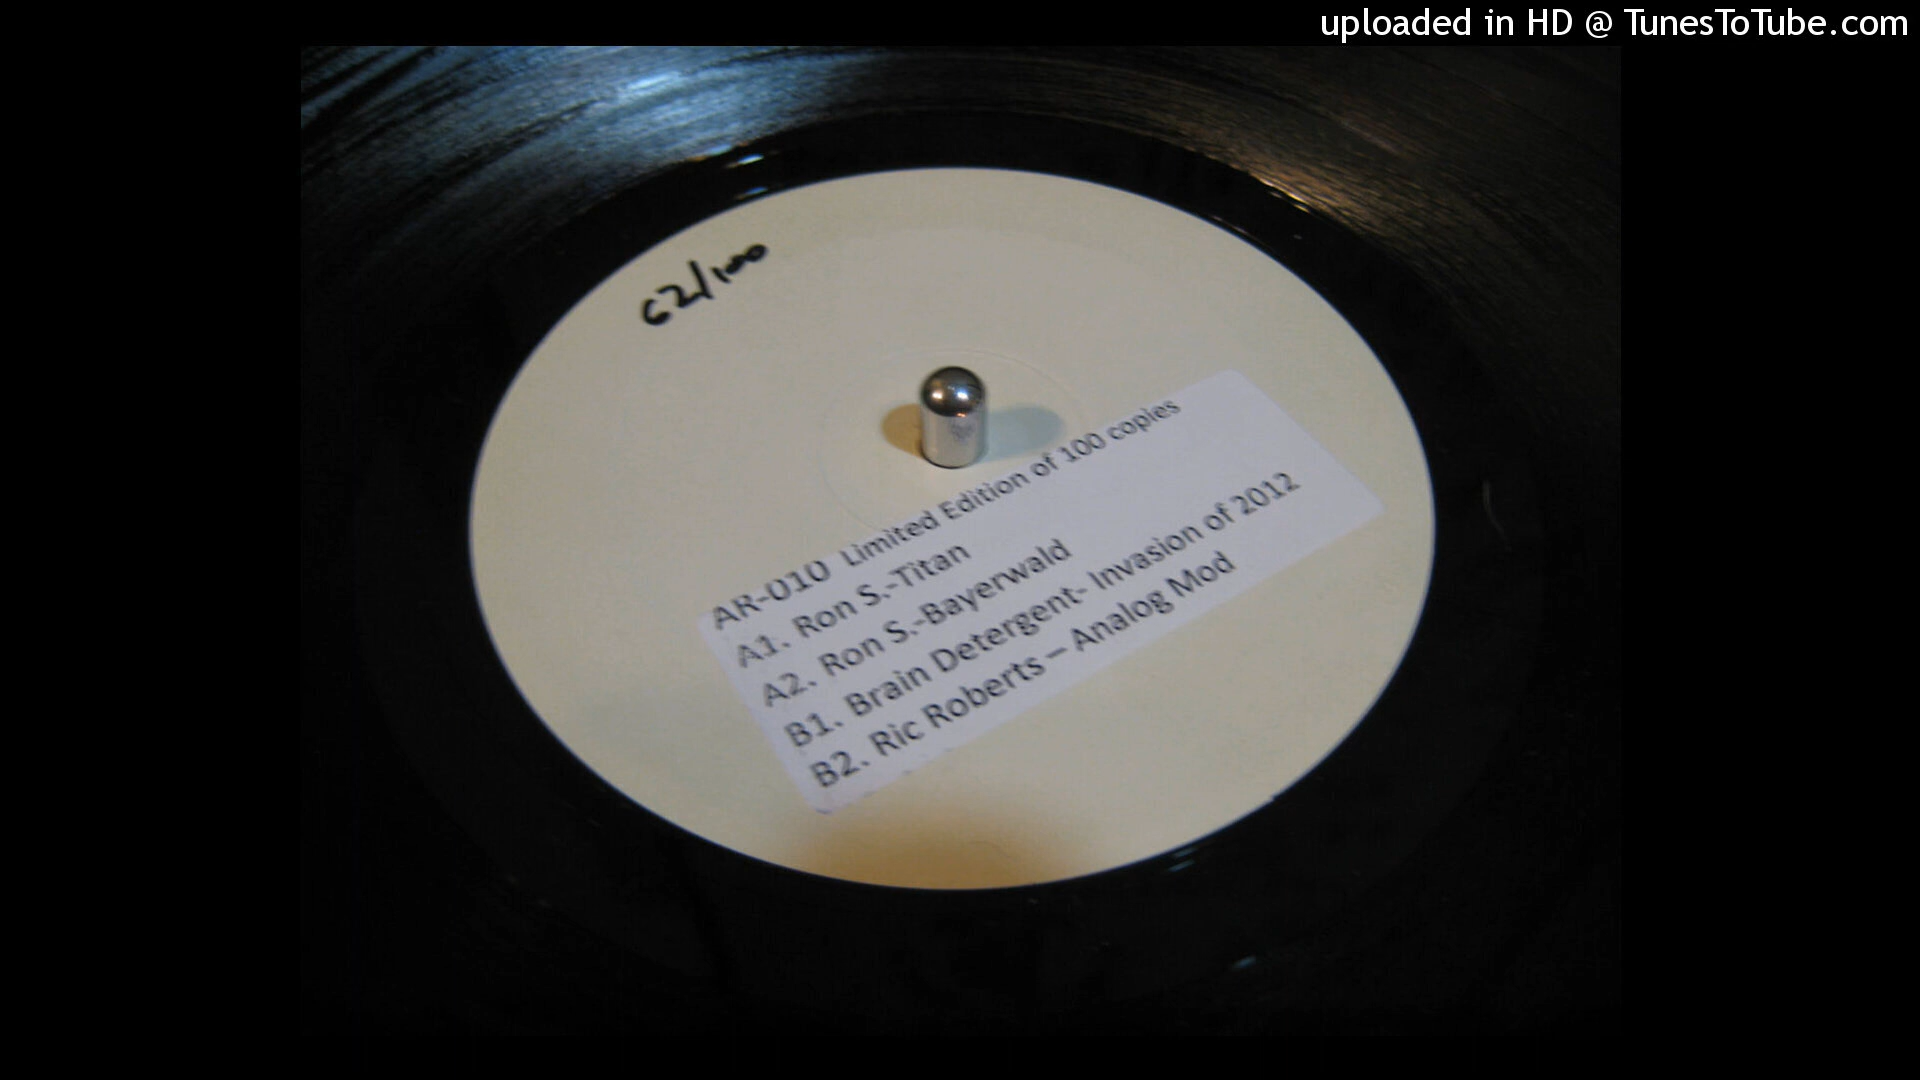 uploaded in HD @ TunesToTube.com
62/100
AR-010 Limited Edition of 100 copies
A1. Ron S.-Titan
A2. Ron S.-Bayerwald
B1. Brain Detergent- Invasion of 2012
B2. Ric Roberts – Analog Mod